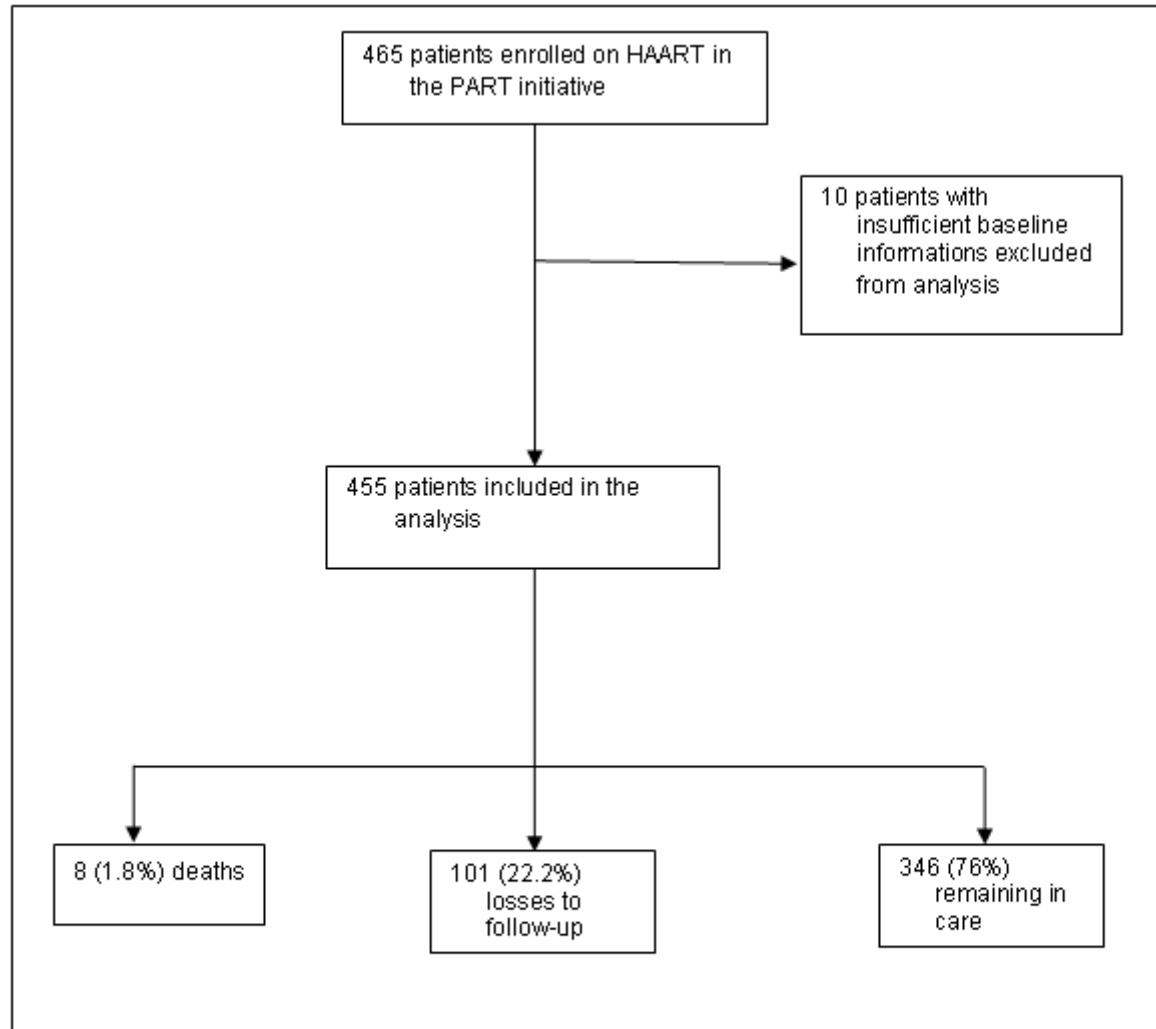 465 patients enrolled on HAART in
the PART initiative
10 patients with
insufficient baseline
informations excluded
from analysis
455 patients included in the
analysis
8 (1.8%) deaths
101 (22.2%)
losses to
follow-up
346 (76%)
remaining in
care